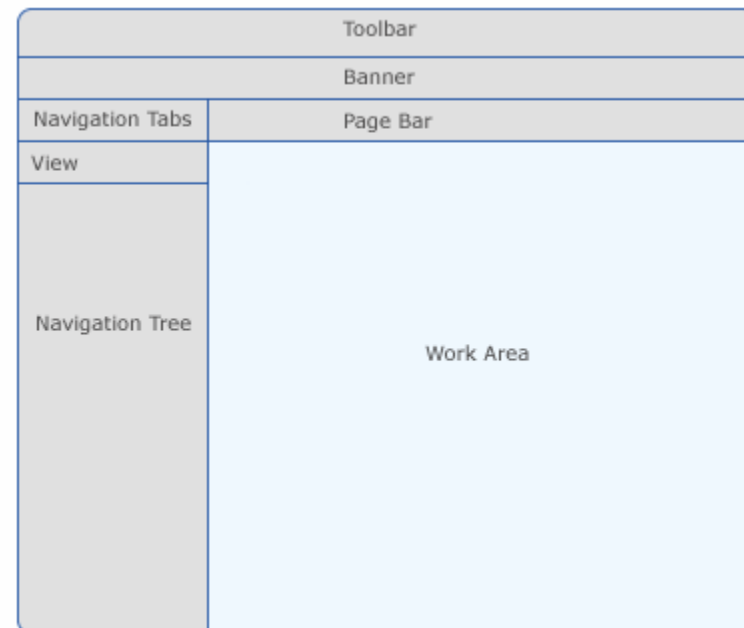 Toolbar
Banner
Navigation Tabs
Page Bar
View
Navigation Tree
Work Area